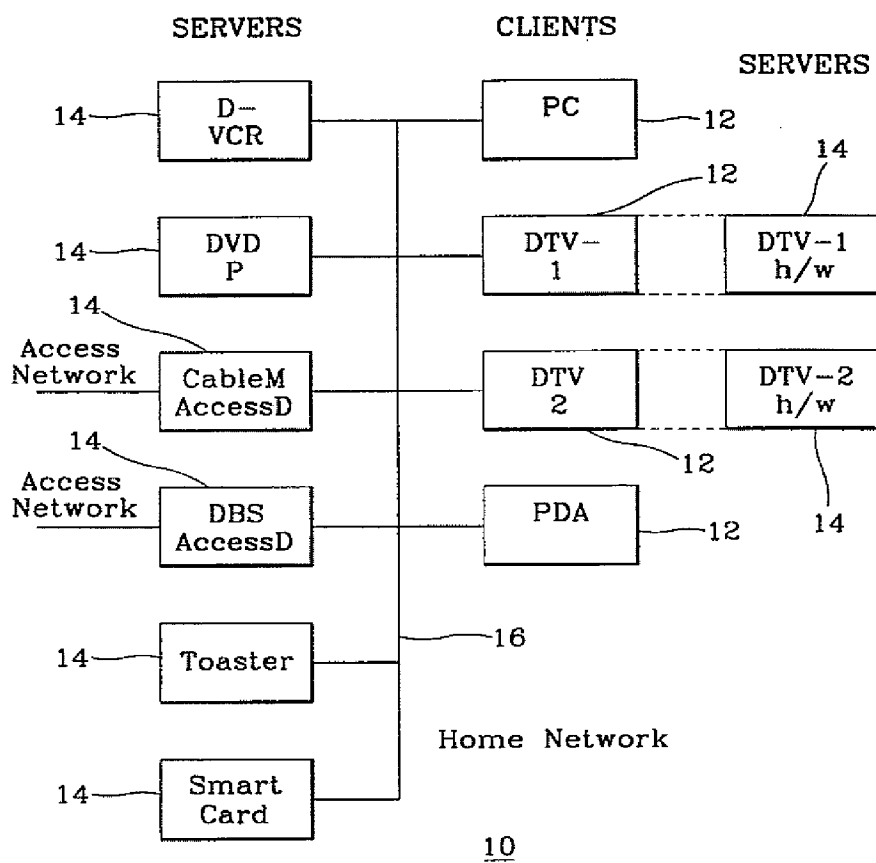 SERVERS
CLIENTS
SERVERS
14
D-
VCR
PC
12
12
14
14
DVD
P
DTV-
1
DTV-1
h/w
14
Access
Network
CableM
AccessD
DTV
2
DTV-2
h/w
14
12
Access
Network
DBS
AccessD
PDA
12
14
16
14
Toaster
Home Network
14
Smart
Card
10